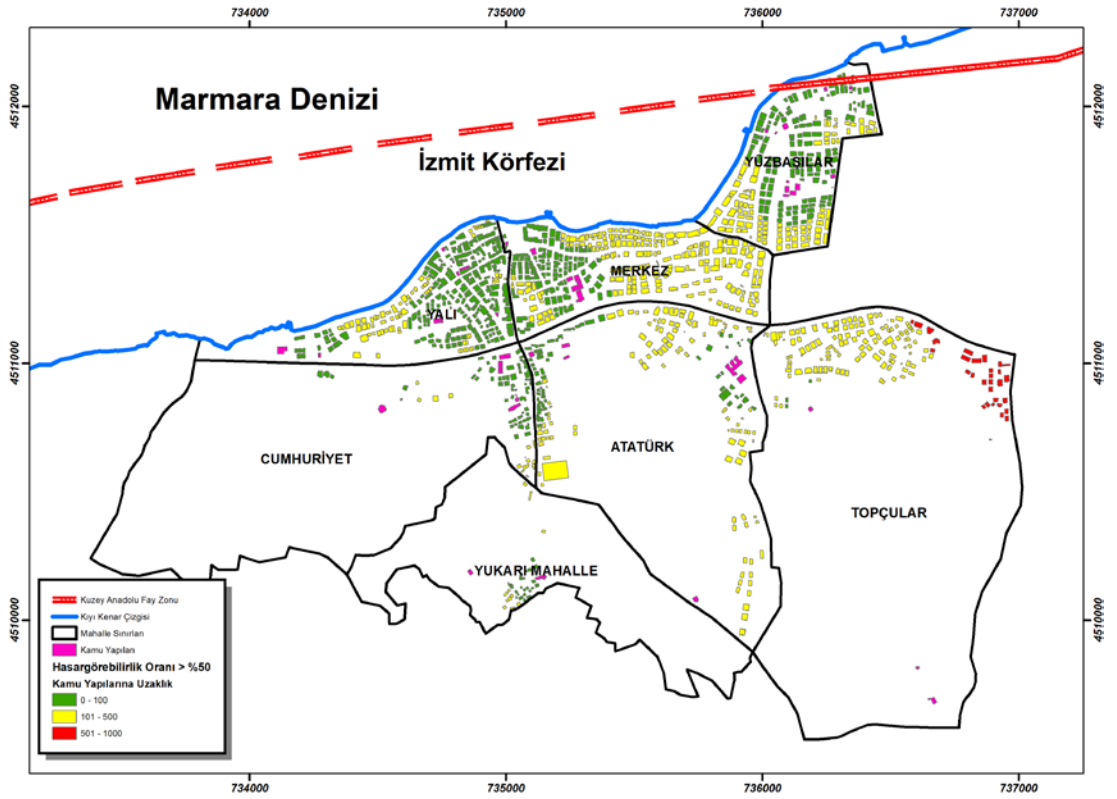 734000 735000 736000 737000
4512000 4512000
Marmara Denizi
İzmit Körfezi
YÜZBAŞILAR
MERKEZ
YALI
4511000 4511000
ATATÜRK
CUMHURİYET
TOPÇULAR
YUKARI MAHALLE
4510000 4510000
Kuzey Anadolu Fay Zonu
Kıyı Kenar Çizgisi
Mahalle Sınırları
Kamu Yapıları
Hasargörebilirlik Oranı > %50
Kamu Yapılarına Uzaklık
0 - 100
101 - 500
501 - 1000
734000 735000 736000 737000